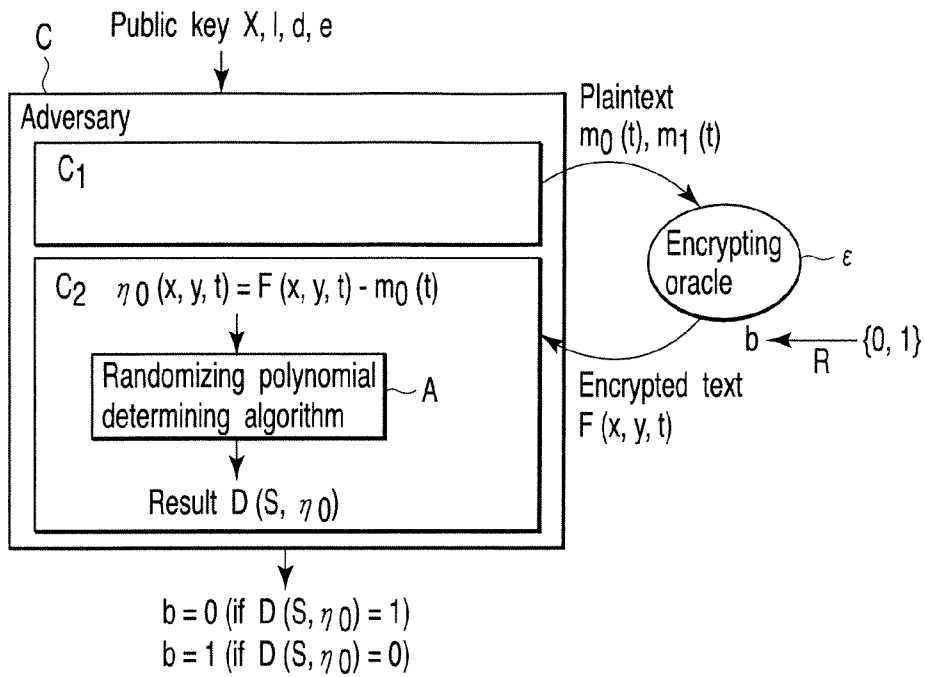 C
Public key X, l, d, e
Adversary
C1
Plaintext
m0 (t), m1 (t)
Encrypting
oracle
ε
C2 η0 (x, y, t) = F (x, y, t) - m0 (t)
b
R
{0, 1}
Randomizing polynomial
determining algorithm
A
Encrypted text
F (x, y, t)
Result D (S, η0)
b = 0 (if D (S, η0) = 1)
b = 1 (if D (S, η0) = 0)